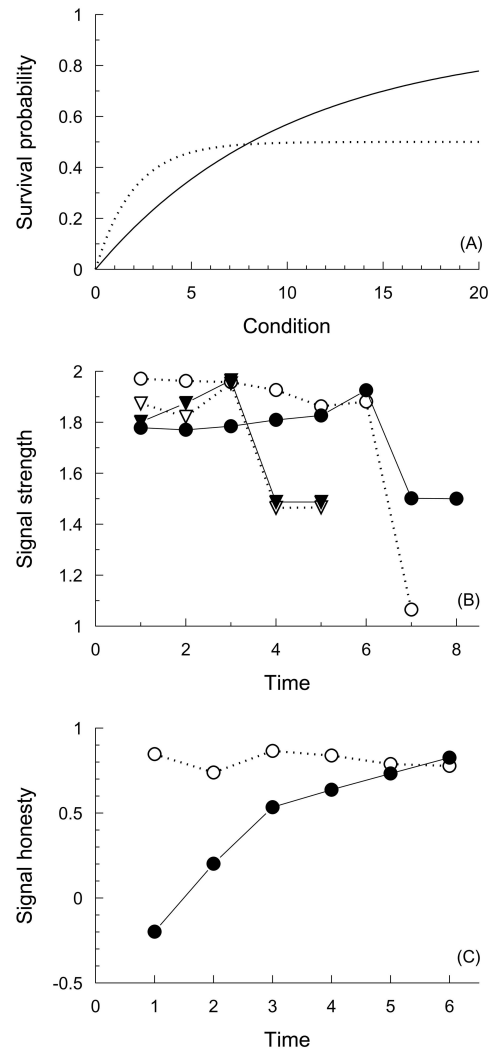 1
0.8
0.6
0.4
0.2
0
Survival probability
(A)
0 5 10 15 20
Condition
2
1.8
1.6
1.4
1.2
1
Signal strength
(B)
0 2 4 6 8
Time
1
0.5
0
-0.5
Signal honesty
(C)
0 1 2 3 4 5 6
Time